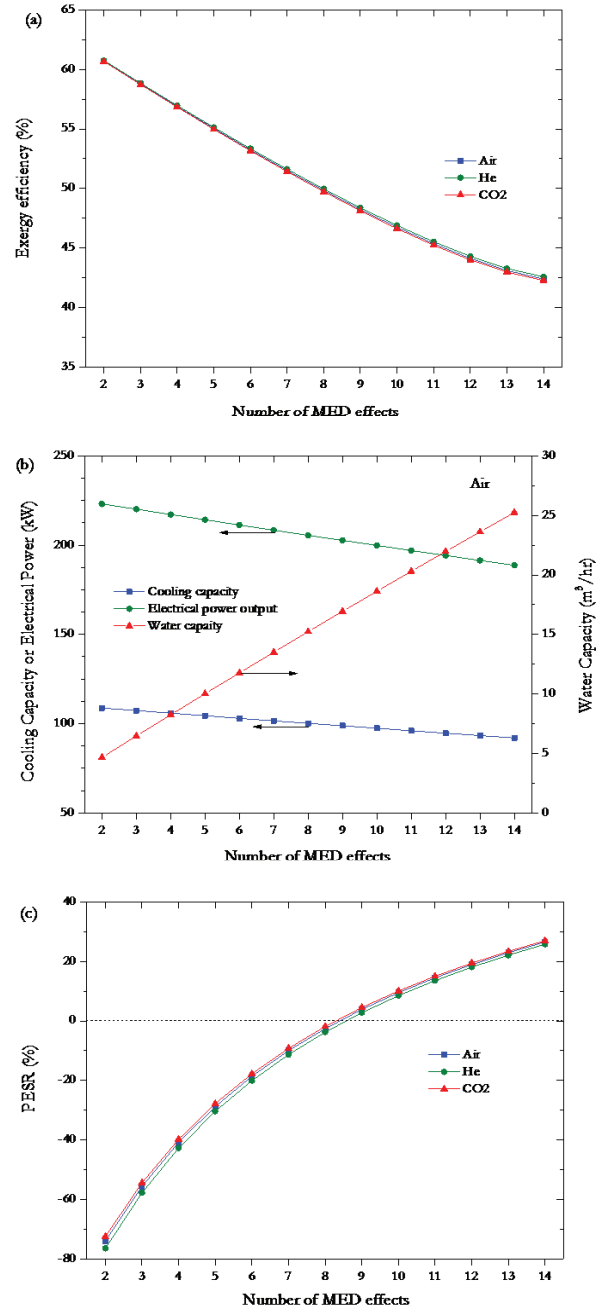 (a)
65
60
55
50
45
40
35
Exergy efficiency (%)
Air
He
CO2
2 3 4 5 6 7 8 9 10 11 12 13 14
Number of MED effects
(b)
250
200
150
100
50
Cooling Capacity or Electrical Power (kW)
Air
Cooling capacity
Electrical power output
Water capaity
30
25
20
15
10
5
0
Water Capacity (m³/hr)
2 3 4 5 6 7 8 9 10 11 12 13 14
Number of MED effects
(c)
40
20
0
-20
-40
-60
-80
PESR (%)
Air
He
CO2
2 3 4 5 6 7 8 9 10 11 12 13 14
Number of MED effects